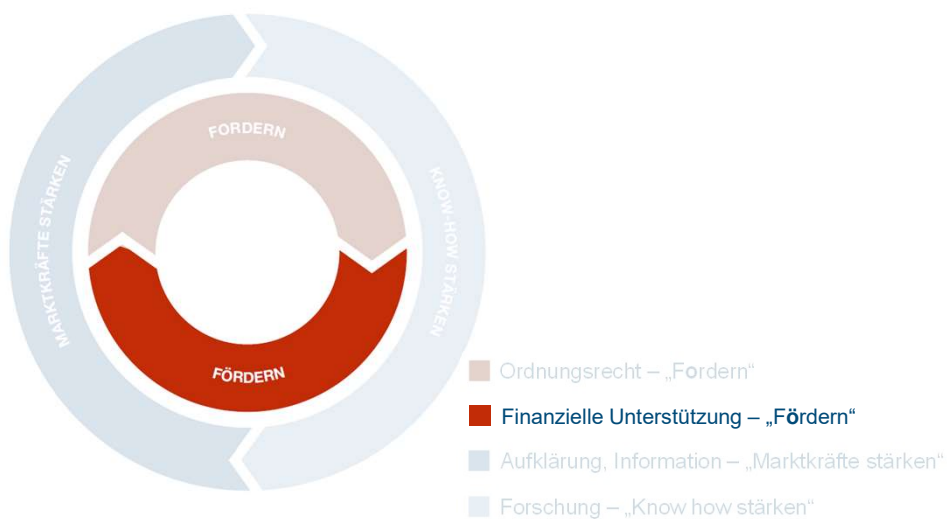 FORDERN
MARKTKRÄFTE STÄRKEN
KNOW-HOW STÄRKEN
FÖRDERN
Ordnungsrecht – „Fordern“
Finanzielle Unterstützung – „Fördern“
Aufklärung, Information – „Marktkräfte stärken“
Forschung – „Know how stärken“